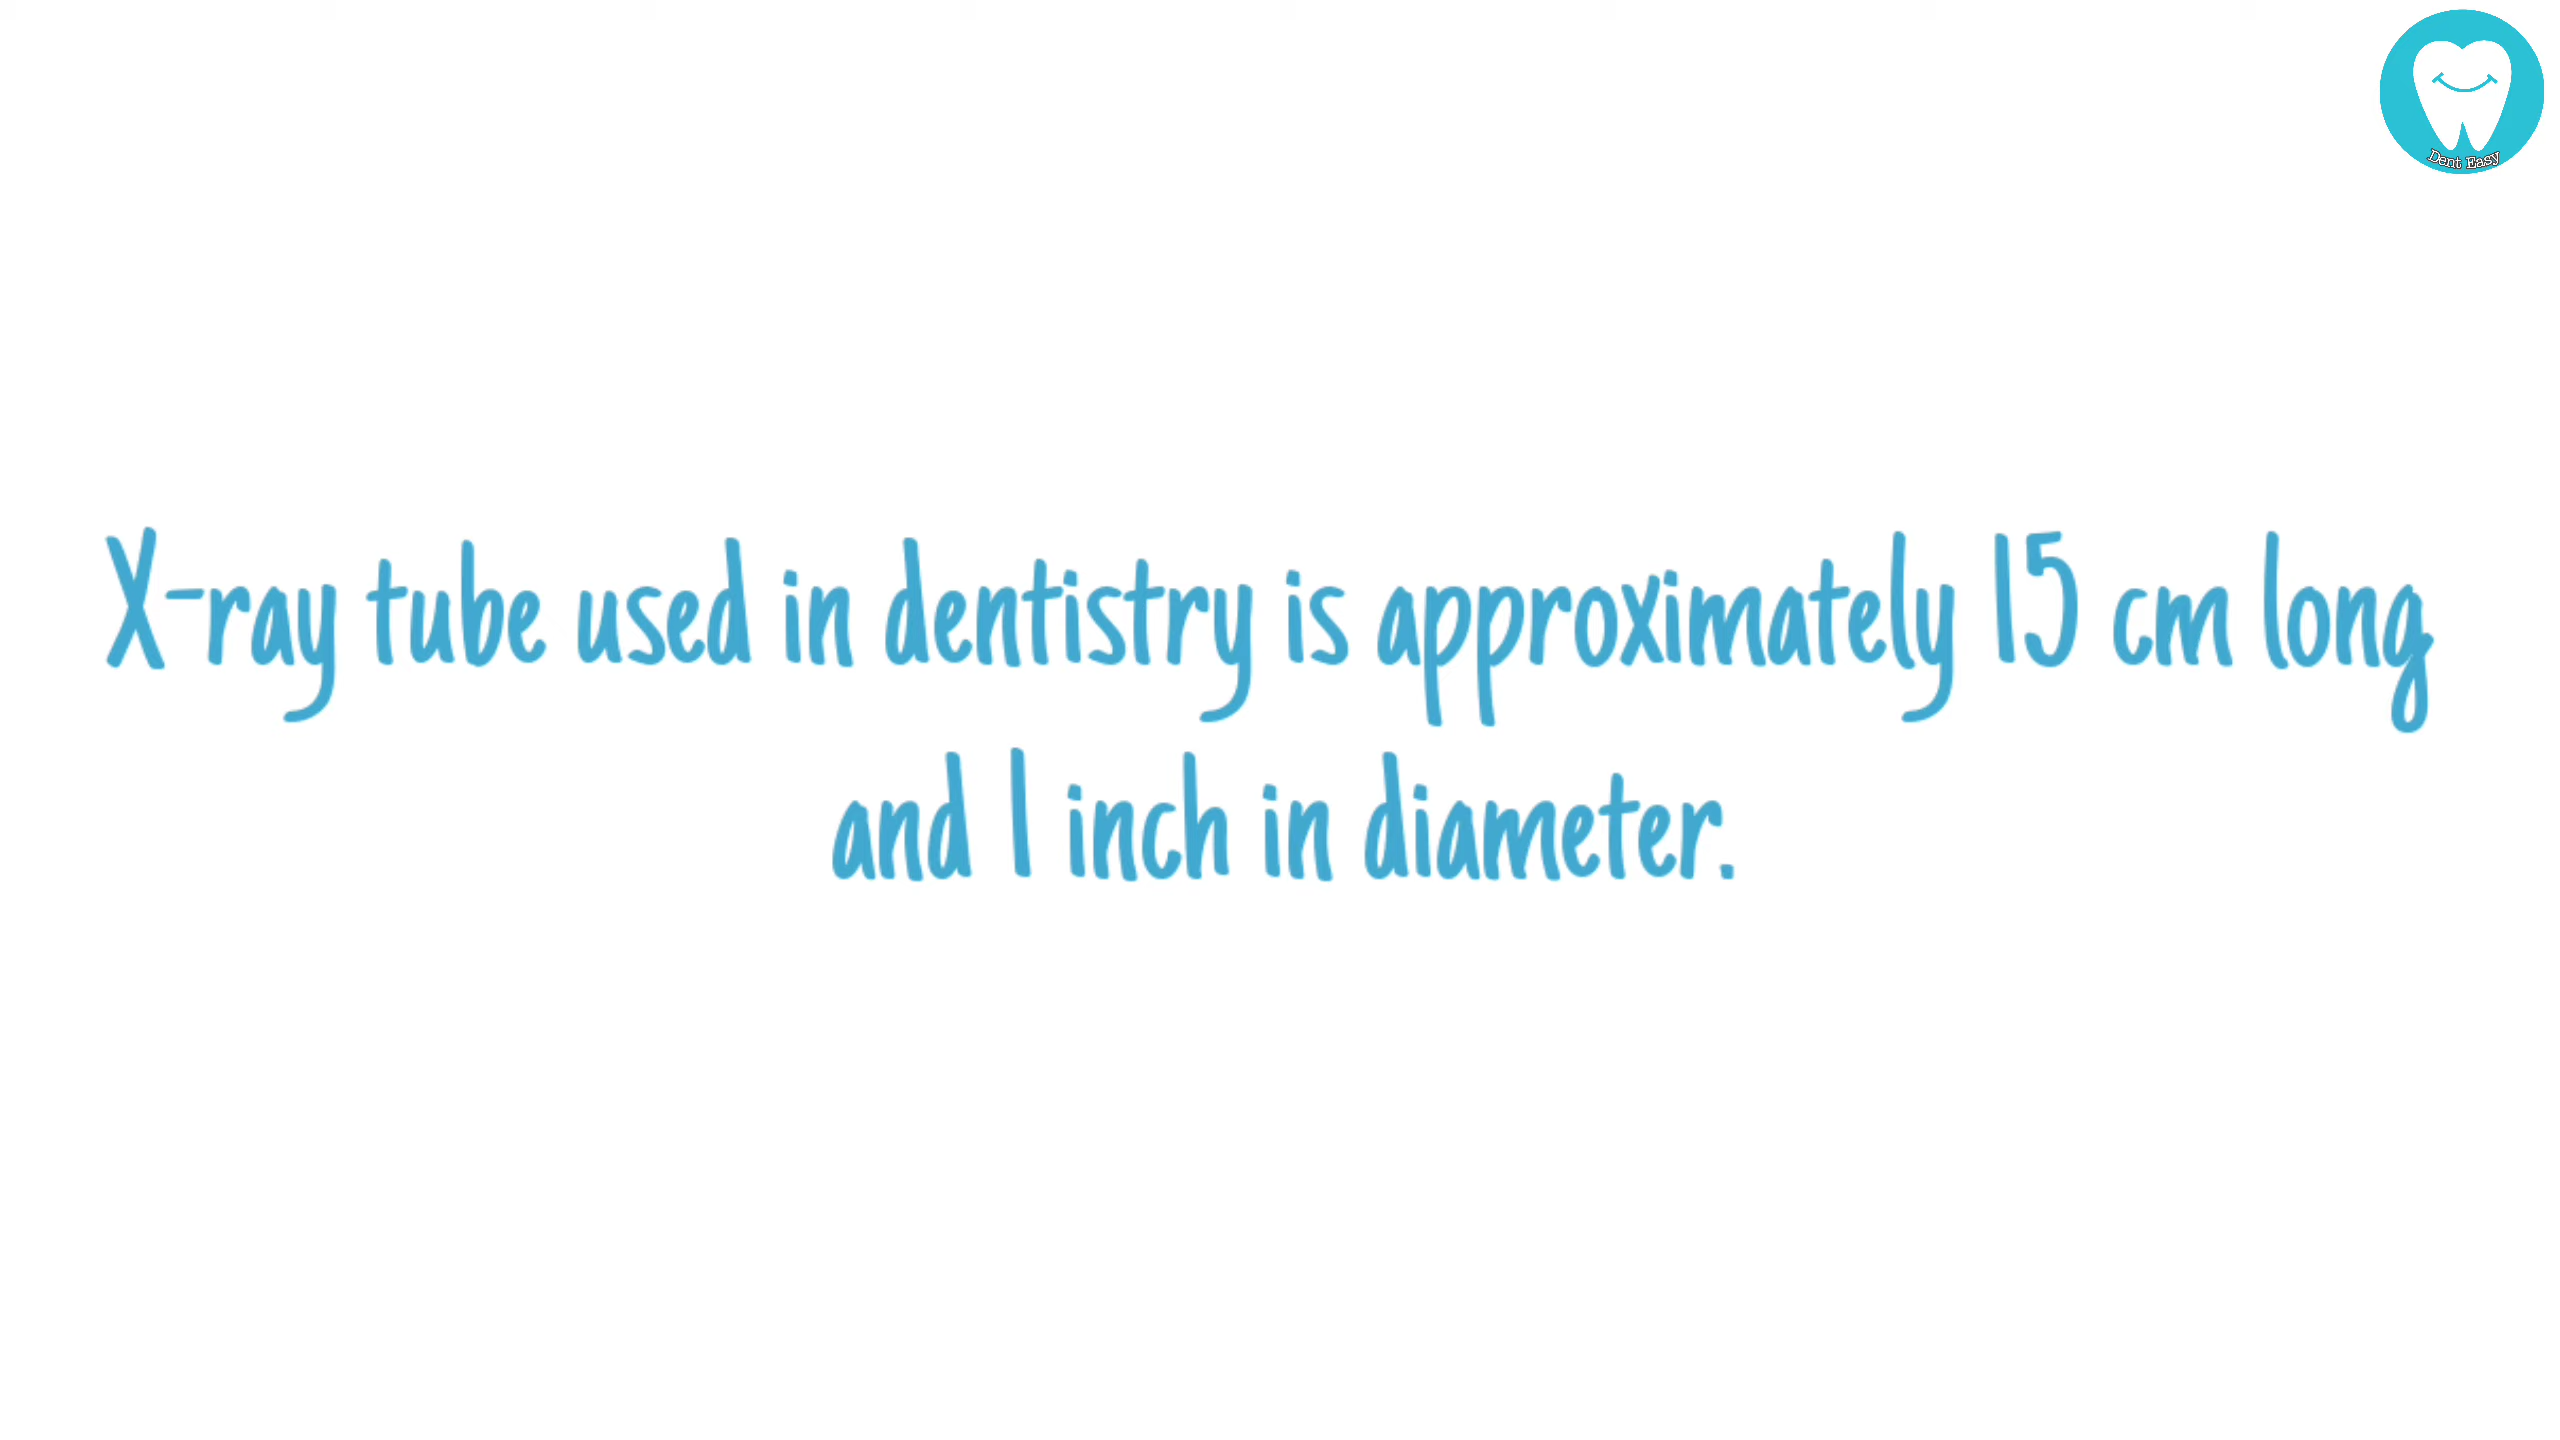 Dent Easy
X-ray tube used in dentistry is approximately 15 cm long
and 1 inch in diameter.